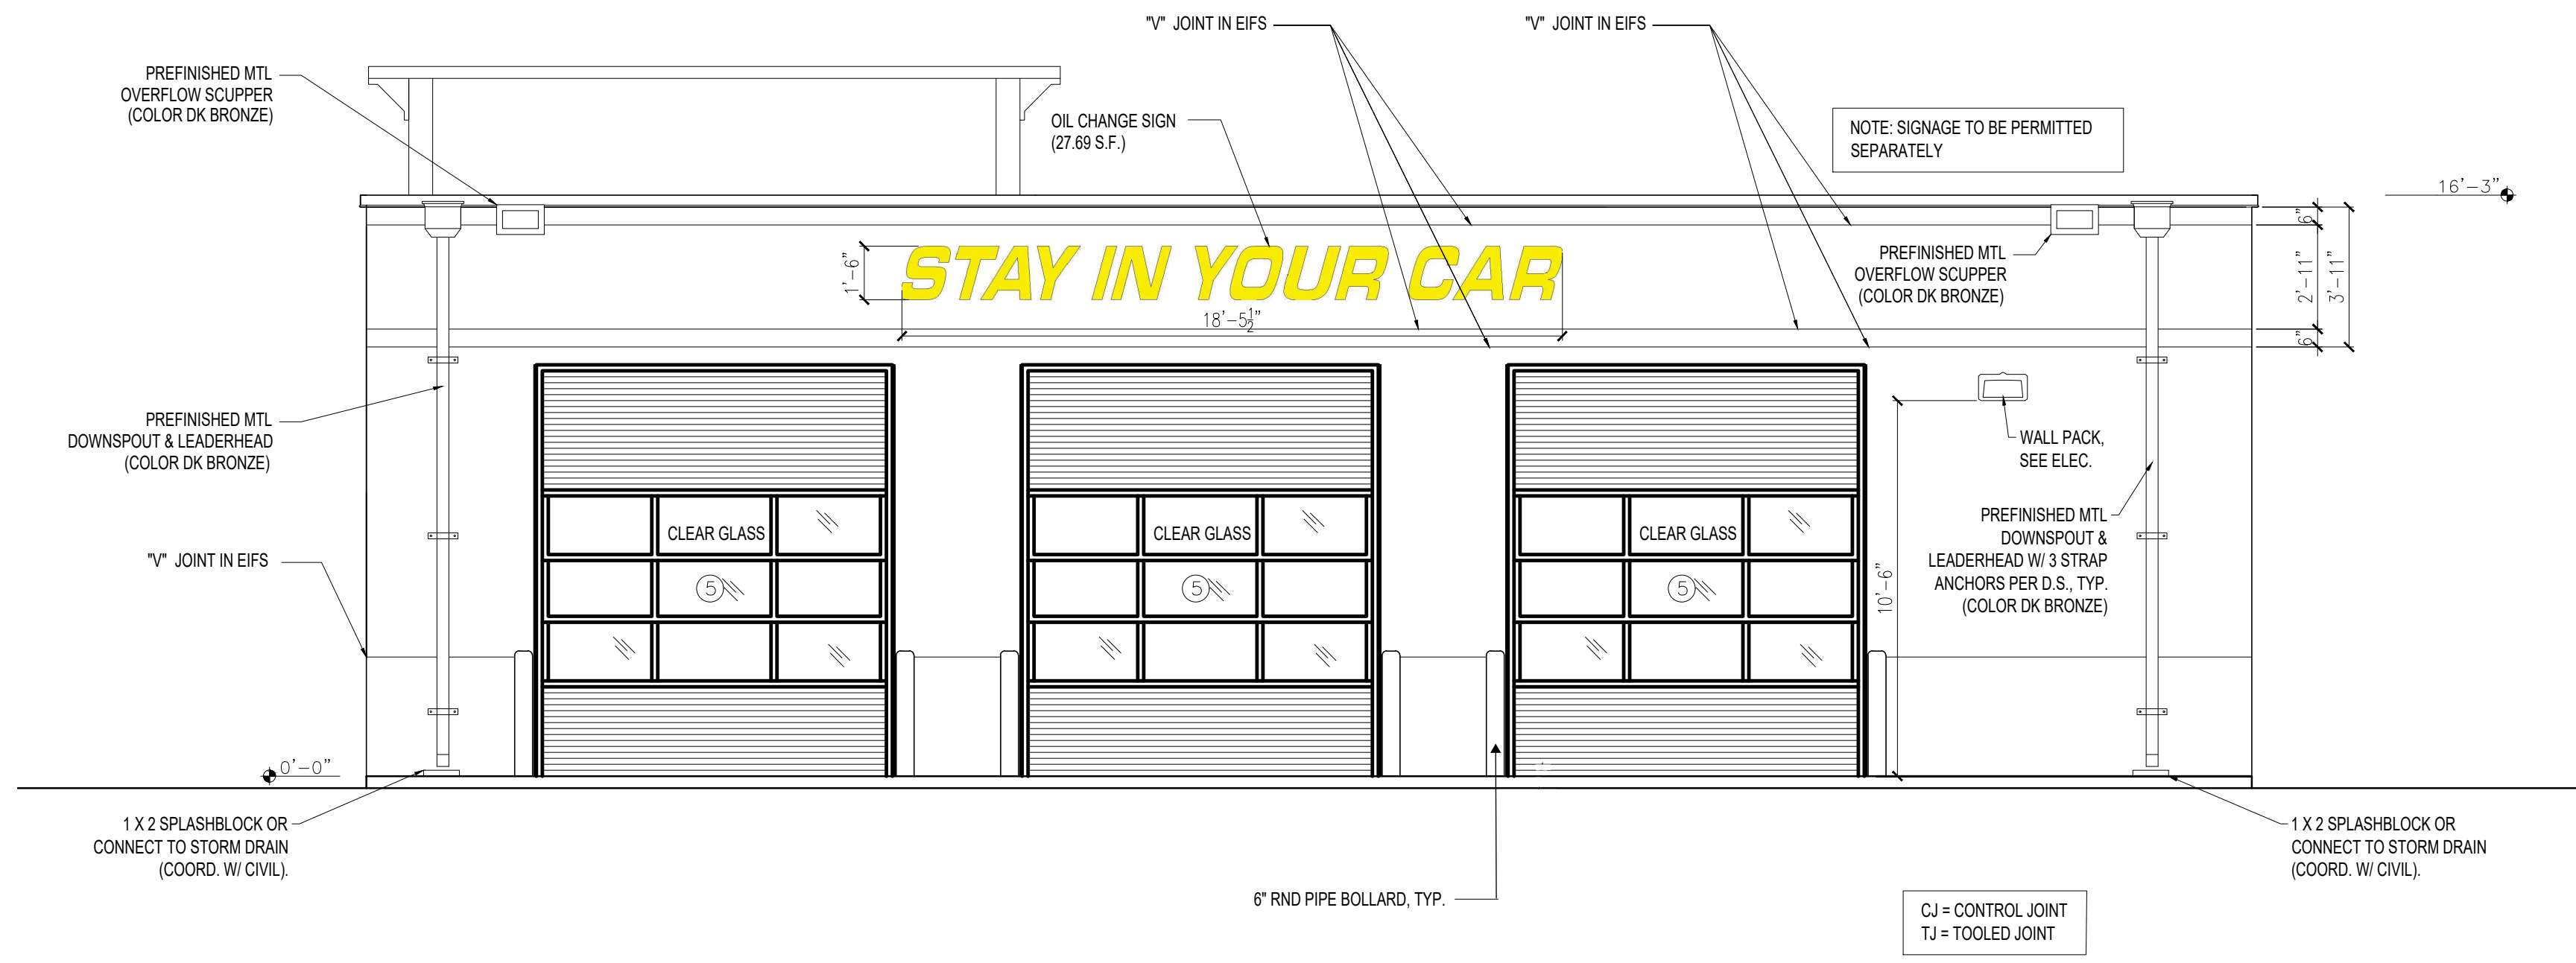 "V" JOINT IN EIFS
"V" JOINT IN EIFS
PREFINISHED MTL
OVERFLOW SCUPPER
(COLOR DK BRONZE)
OIL CHANGE SIGN
(27.69 S.F.)
NOTE: SIGNAGE TO BE PERMITTED
SEPARATELY
16'-3"
6"
2'-11"
3'-11"
6"
1'-6"
STAY IN YOUR CAR
18'-5½"
PREFINISHED MTL
OVERFLOW SCUPPER
(COLOR DK BRONZE)
PREFINISHED MTL
DOWNSPOUT & LEADERHEAD
(COLOR DK BRONZE)
WALL PACK,
SEE ELEC.
CLEAR GLASS
CLEAR GLASS
CLEAR GLASS
5
5
5
10'-6"
PREFINISHED MTL
DOWNSPOUT &
LEADERHEAD W/ 3 STRAP
ANCHORS PER D.S., TYP.
(COLOR DK BRONZE)
"V" JOINT IN EIFS
0'-0"
1 X 2 SPLASHBLOCK OR
CONNECT TO STORM DRAIN
(COORD. W/ CIVIL).
6" RND PIPE BOLLARD, TYP.
1 X 2 SPLASHBLOCK OR
CONNECT TO STORM DRAIN
(COORD. W/ CIVIL).
CJ = CONTROL JOINT
TJ = TOOLED JOINT